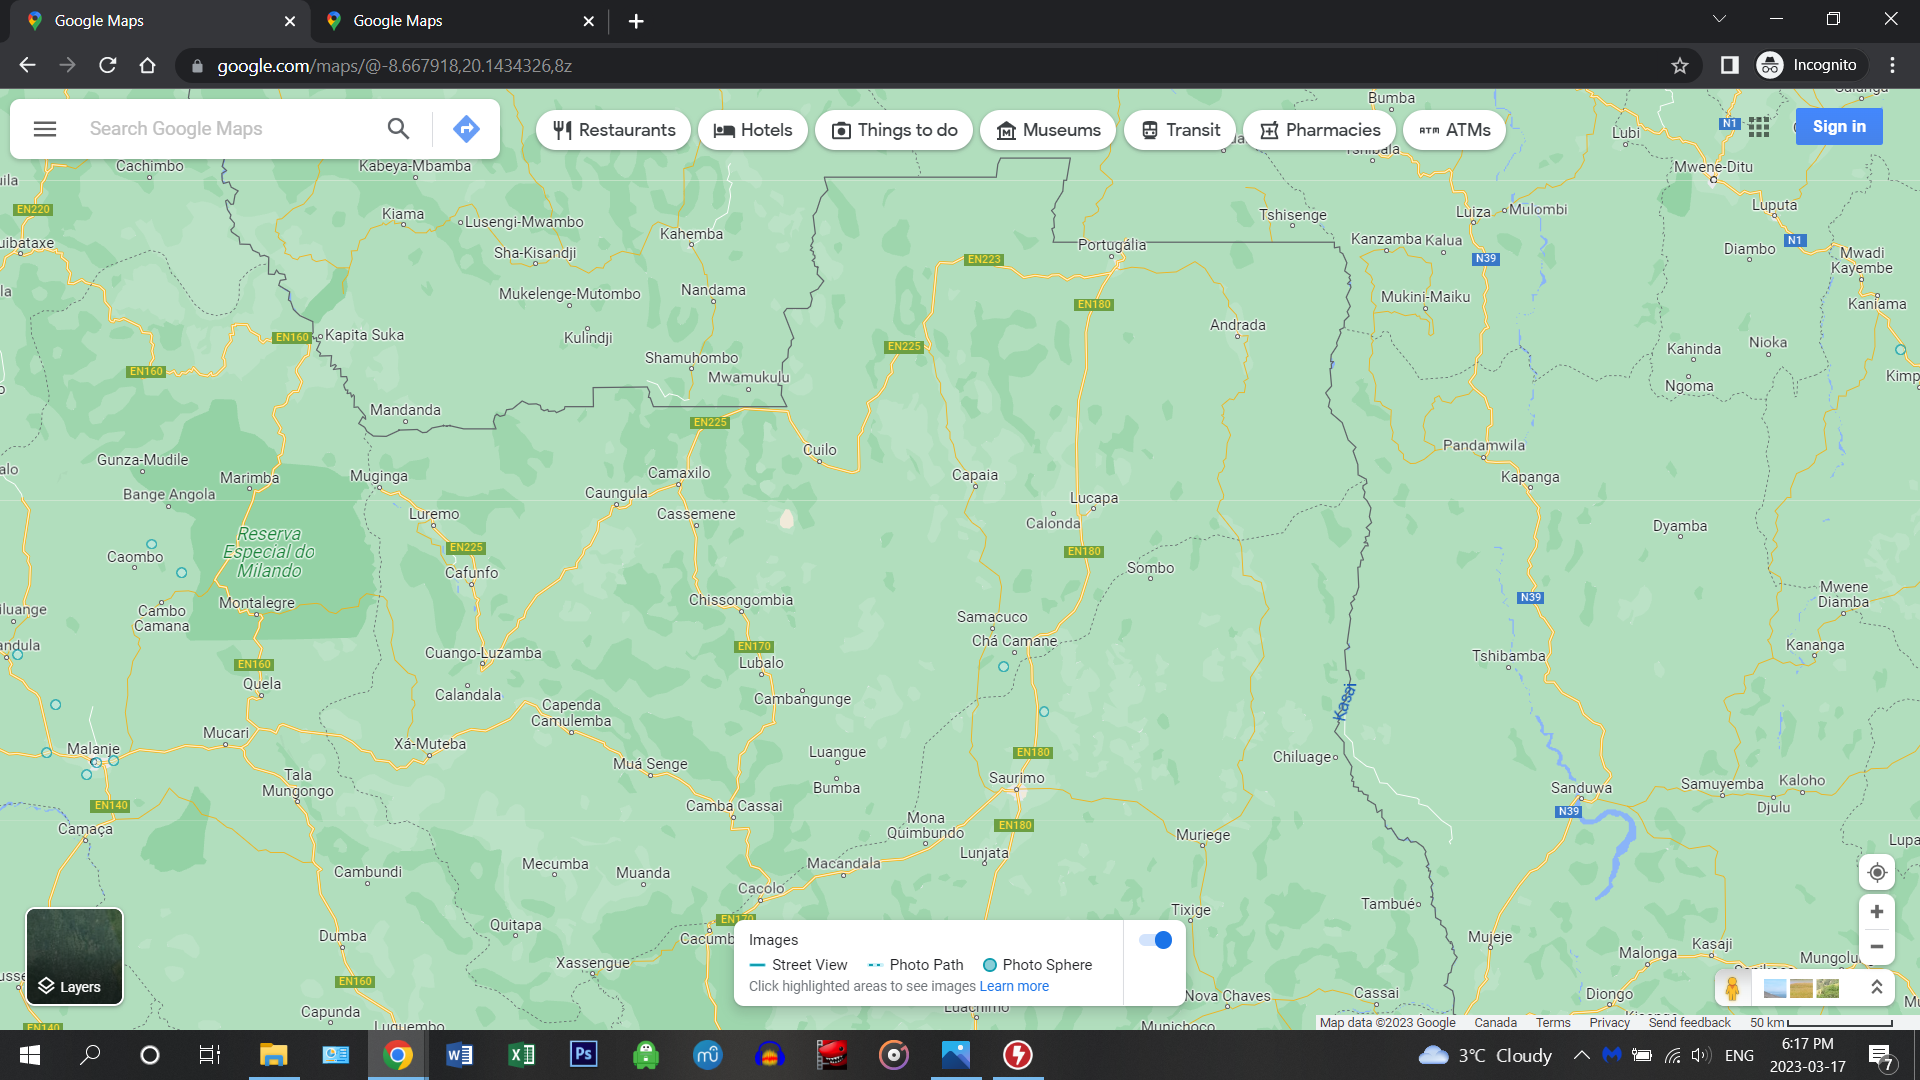 Google Maps
Google Maps
google.com/maps/@-8.667918,20.1434326,8z
Incognito
Search Google Maps
Restaurants
Hotels
Things to do
Museums
Transit
Pharmacies
ATMs
Sign in
Bumba
Lubi
N1
Cachimbo
Kabeya-Mbamba
Mwene-Ditu
EN220
Kiama
Lusengi-Mwambo
Tshisenge
Luiza
Mulombi
Luputa
Kahemba
Sha-Kisandji
Portugália
Kanzamba
Kalua
N1
Diambo
Mwadi
Kayembe
EN223
N39
Mukelenge-Mutombo
Nandama
EN180
Mukini-Maiku
Kaniama
Andrada
EN160
Kapita Suka
Kulindji
EN225
Kahinda
Nioka
Shamuhombo
EN160
Mwamukulu
Ngoma
Mandanda
EN225
Cuilo
Pandamwila
Gunza-Mudile
Marimba
Muginga
Camaxilo
Capaia
Kapanga
Bange Angola
Caungula
Lucapa
Luremo
Cassemene
Calonda
Dyamba
Reserva
Especial do
Milando
EN225
EN180
Caombo
Cafunfo
Sombo
Mwene
Diamba
Montalegre
Chissongombia
N39
Cambo
Camana
Samacuco
Chá Camane
Kananga
Cuango-Luzamba
EN170
Lubalo
Tshibamba
EN160
Quela
Calandala
Cambangunge
Kasai
Capenda
Camulemba
Mucari
Xá-Muteba
Malanje
Luangue
EN180
Chiluage
Muá Senge
Tala
Mungongo
Bumba
Saurimo
Sanduwa
Samuyemba
Kaloho
Djulu
EN140
Camba Cassai
N39
Camaça
Mona
Quimbundo
EN180
Muriege
Lunjata
Mecumba
Macandala
Cambundi
Muanda
Cacolo
Tambué
Tixige
Quitapa
EN170
Dumba
Mujeje
Kasaji
Malonga
Xassengue
EN160
Cassai
Diongo
Nova Chaves
Capunda
Layers
Images
Street View
Photo Path
Photo Sphere
Click highlighted areas to see images Learn more
Map data ©2023 Google
Canada
Terms
Privacy
Send feedback
50 km
3°C Cloudy
ENG
6:17 PM
2023-03-17
7